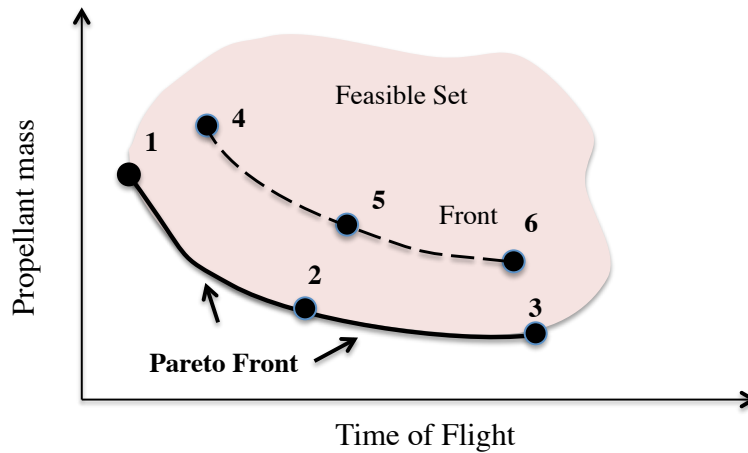 Feasible Set
4
1
5
Front
6
2
3
Pareto Front
Propellant mass
Time of Flight